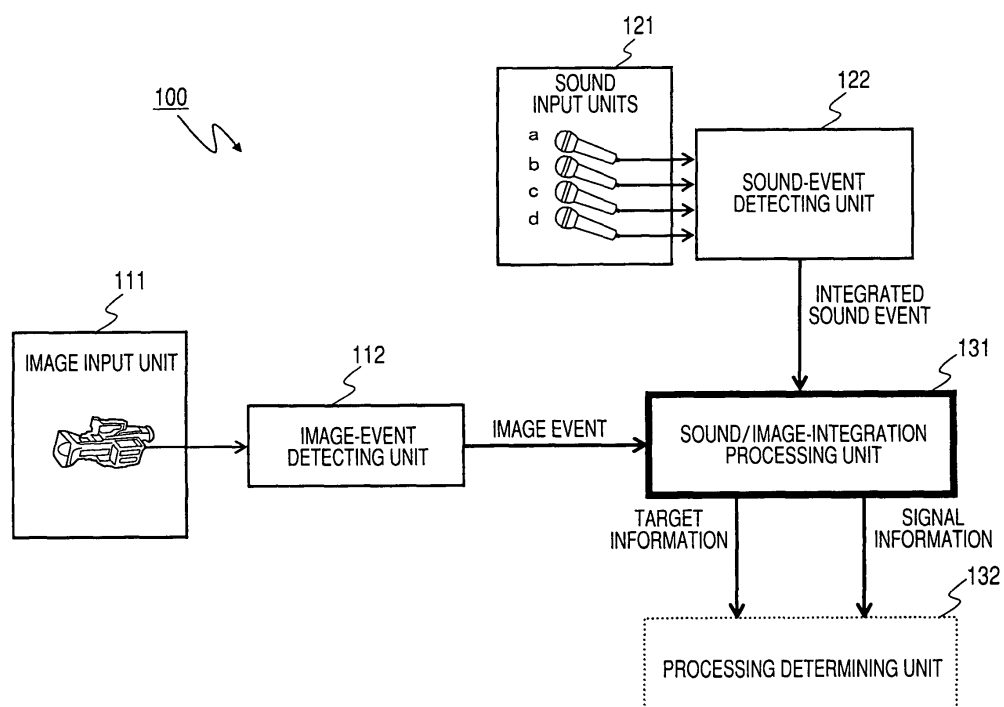 100
121
SOUND
INPUT UNITS
a
b
c
d
122
SOUND-EVENT
DETECTING UNIT
INTEGRATED
SOUND EVENT
111
IMAGE INPUT UNIT
112
IMAGE-EVENT
DETECTING UNIT
IMAGE EVENT
131
SOUND/IMAGE-INTEGRATION
PROCESSING UNIT
TARGET
INFORMATION
SIGNAL
INFORMATION
132
PROCESSING DETERMINING UNIT